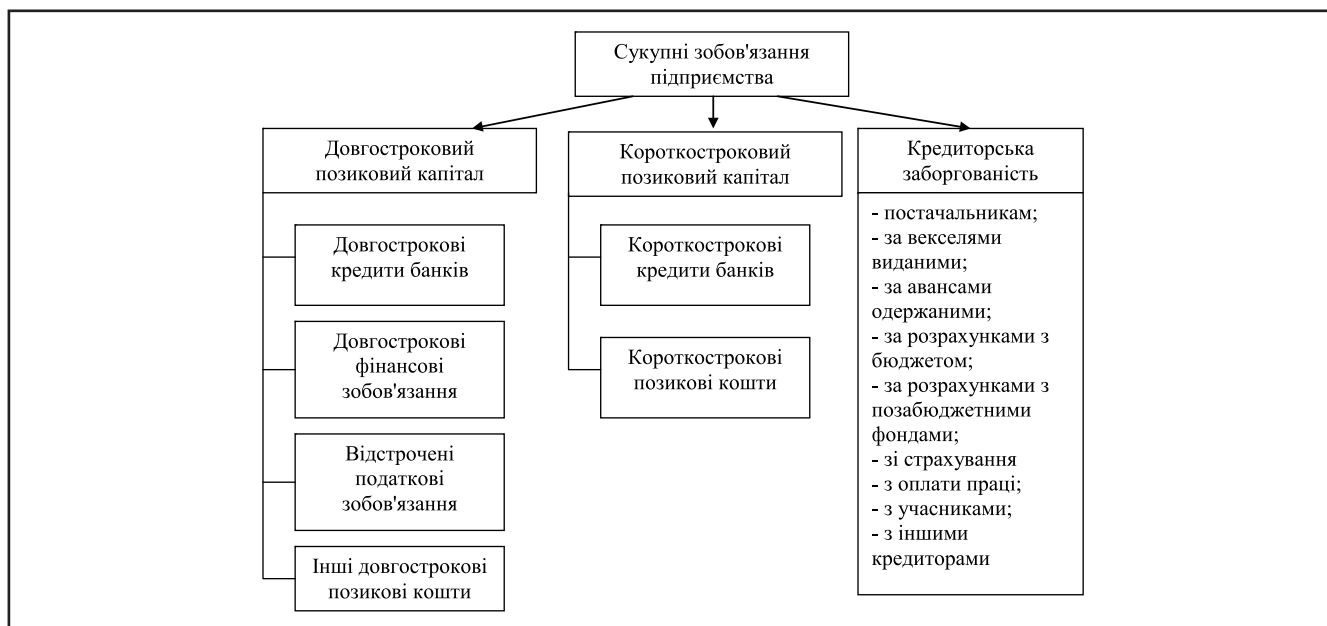 Сукупні зобов'язання
підприємства
Довгостроковий
позиковий капітал
Довгострокові
кредити банків
Довгострокові
фінансові
зобов'язання
Відстрочені
податкові
зобов'язання
Інші довгострокові
позикові кошти
Короткостроковий
позиковий капітал
Короткострокові
кредити банків
Короткострокові
позикові кошти
Кредиторська
заборгованість
- постачальникам;
- за векселями
виданими;
- за авансами
одержаними;
- за розрахунками з
бюджетом;
- за розрахунками з
позабюджетними
фондами;
- зі страхування
- з оплати праці;
- з учасниками;
- з іншими
кредиторами